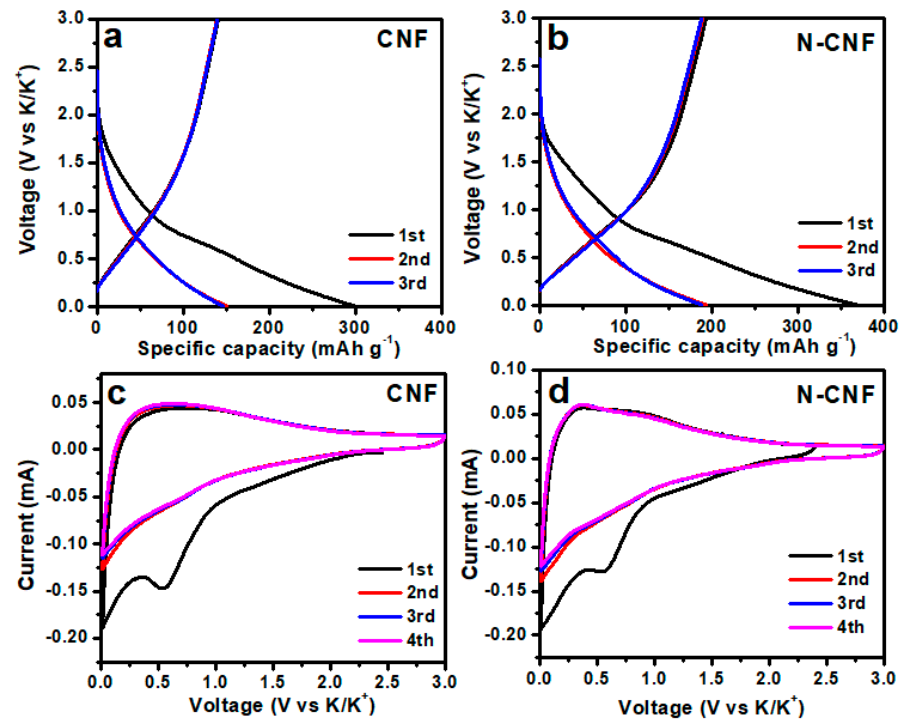 a
CNF
3.0
2.5
2.0
1.5
1.0
0.5
0.0
Voltage (V vs K/K⁺)
1st
2nd
3rd
0 100 200 300 400
Specific capacity (mAh g⁻¹)
b
N-CNF
3.0
2.5
2.0
1.5
1.0
0.5
0.0
Voltage (V vs K/K⁺)
1st
2nd
3rd
0 100 200 300 400
Specific capacity (mAh g⁻¹)
c
CNF
0.05
0.00
-0.05
-0.10
-0.15
-0.20
Current (mA)
1st
2nd
3rd
4th
0.0 0.5 1.0 1.5 2.0 2.5 3.0
Voltage (V vs K/K⁺)
d
N-CNF
0.10
0.05
0.00
-0.05
-0.10
-0.15
-0.20
Current (mA)
1st
2nd
3rd
4th
0.0 0.5 1.0 1.5 2.0 2.5 3.0
Voltage (V vs K/K⁺)